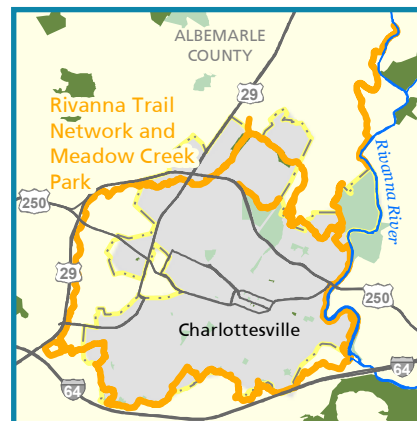 ALBEMARLE
COUNTY
29
Rivanna Trail
Network and
Meadow Creek
Park
Rivanna River
250
29
250
Charlottesville
64
64